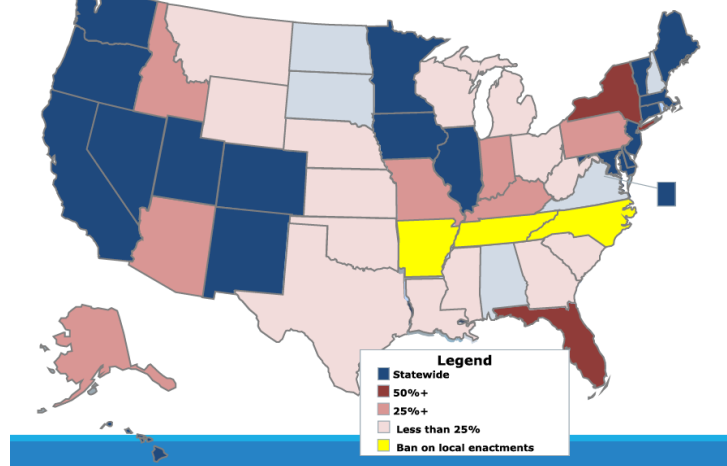 Legend
Statewide
50%+
25%+
Less than 25%
Ban on local enactments